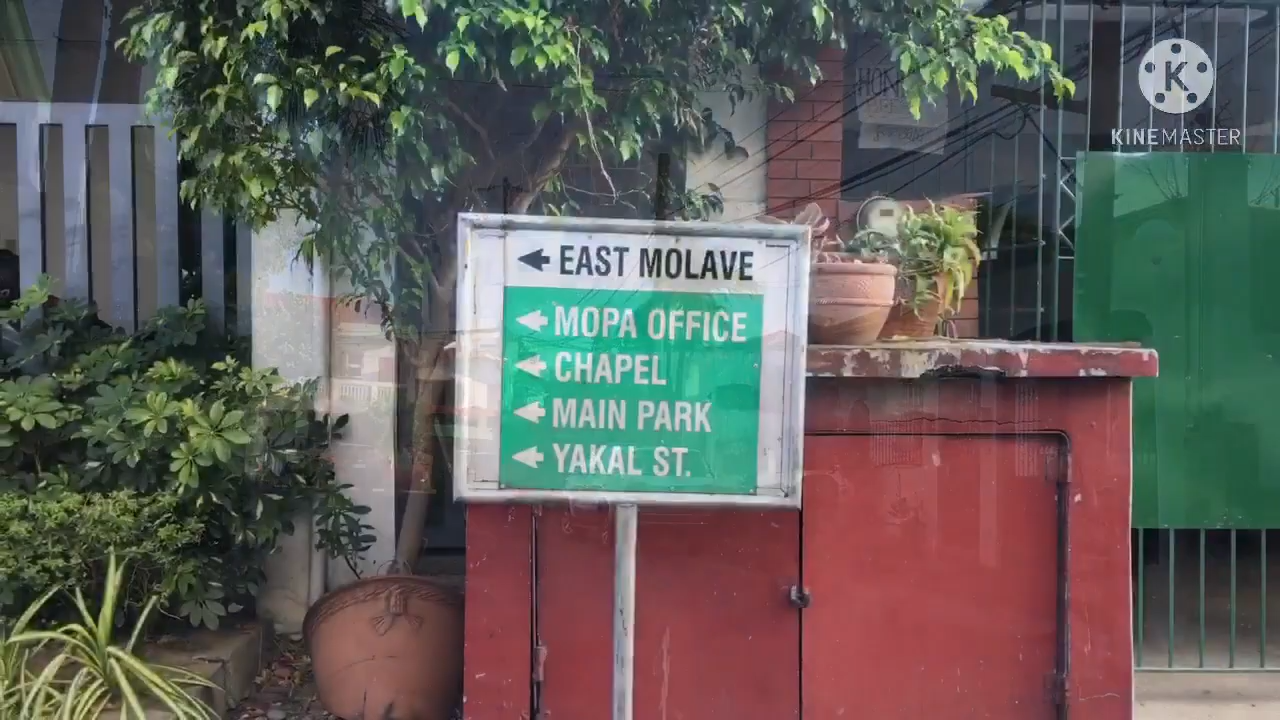 K
KINEMASTER
EAST MOLAVE
MOPA OFFICE
CHAPEL
MAIN PARK
YAKAL ST.